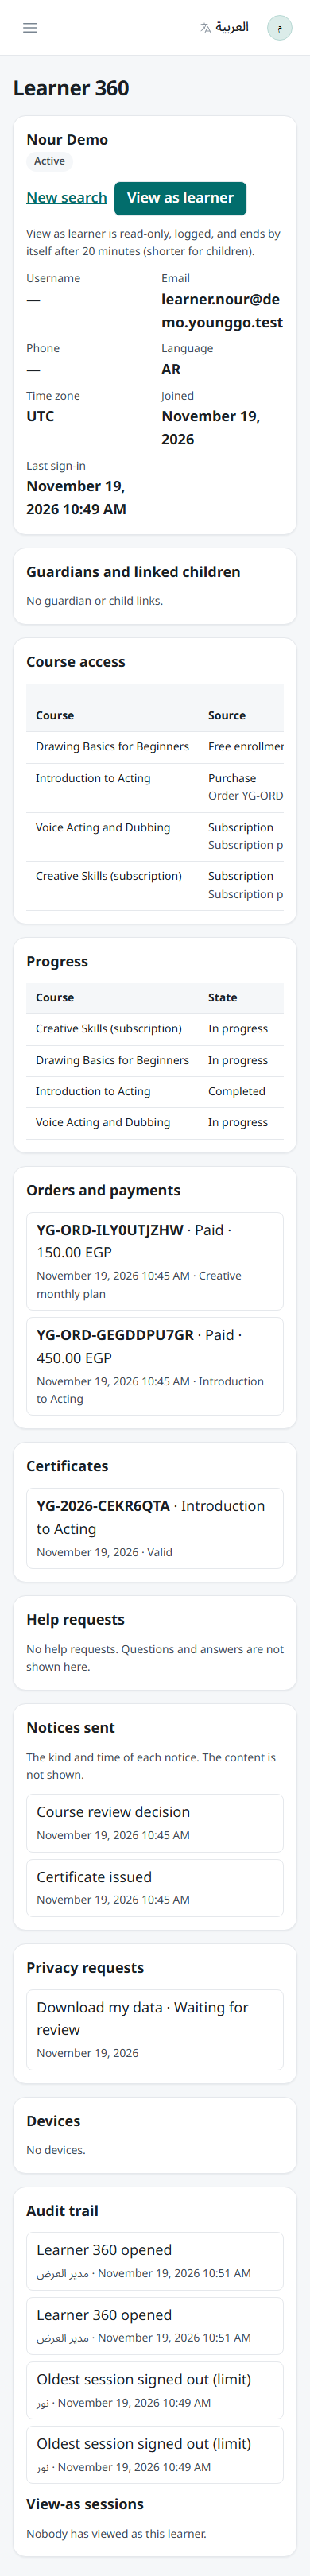 العربية
م
Learner 360
Nour Demo
Active
New search View as learner
View as learner is read-only, logged, and ends by
itself after 20 minutes (shorter for children).
Username
—
Email
learner.nour@de
mo.younggo.test
Phone
—
Language
AR
Time zone
UTC
Joined
November 19,
2026
Last sign-in
November 19,
2026 10:49 AM
Guardians and linked children
No guardian or child links.
Course access
Course Source
Drawing Basics for Beginners Free enrollmer
Introduction to Acting Purchase
Order YG-ORD
Voice Acting and Dubbing Subscription
Subscription p
Creative Skills (subscription) Subscription
Subscription p
Progress
Course State
Creative Skills (subscription) In progress
Drawing Basics for Beginners In progress
Introduction to Acting Completed
Voice Acting and Dubbing In progress
Orders and payments
YG-ORD-ILY0UTJZHW · Paid ·
150.00 EGP
November 19, 2026 10:45 AM · Creative
monthly plan
YG-ORD-GEGDDPU7GR · Paid ·
450.00 EGP
November 19, 2026 10:45 AM · Introduction
to Acting
Certificates
YG-2026-CEKR6QTA · Introduction
to Acting
November 19, 2026 · Valid
Help requests
No help requests. Questions and answers are not
shown here.
Notices sent
The kind and time of each notice. The content is
not shown.
Course review decision
November 19, 2026 10:45 AM
Certificate issued
November 19, 2026 10:45 AM
Privacy requests
Download my data · Waiting for
review
November 19, 2026
Devices
No devices.
Audit trail
Learner 360 opened
مدير العرض · November 19, 2026 10:51 AM
Learner 360 opened
مدير العرض · November 19, 2026 10:51 AM
Oldest session signed out (limit)
نور · November 19, 2026 10:49 AM
Oldest session signed out (limit)
نور · November 19, 2026 10:49 AM
View-as sessions
Nobody has viewed as this learner.